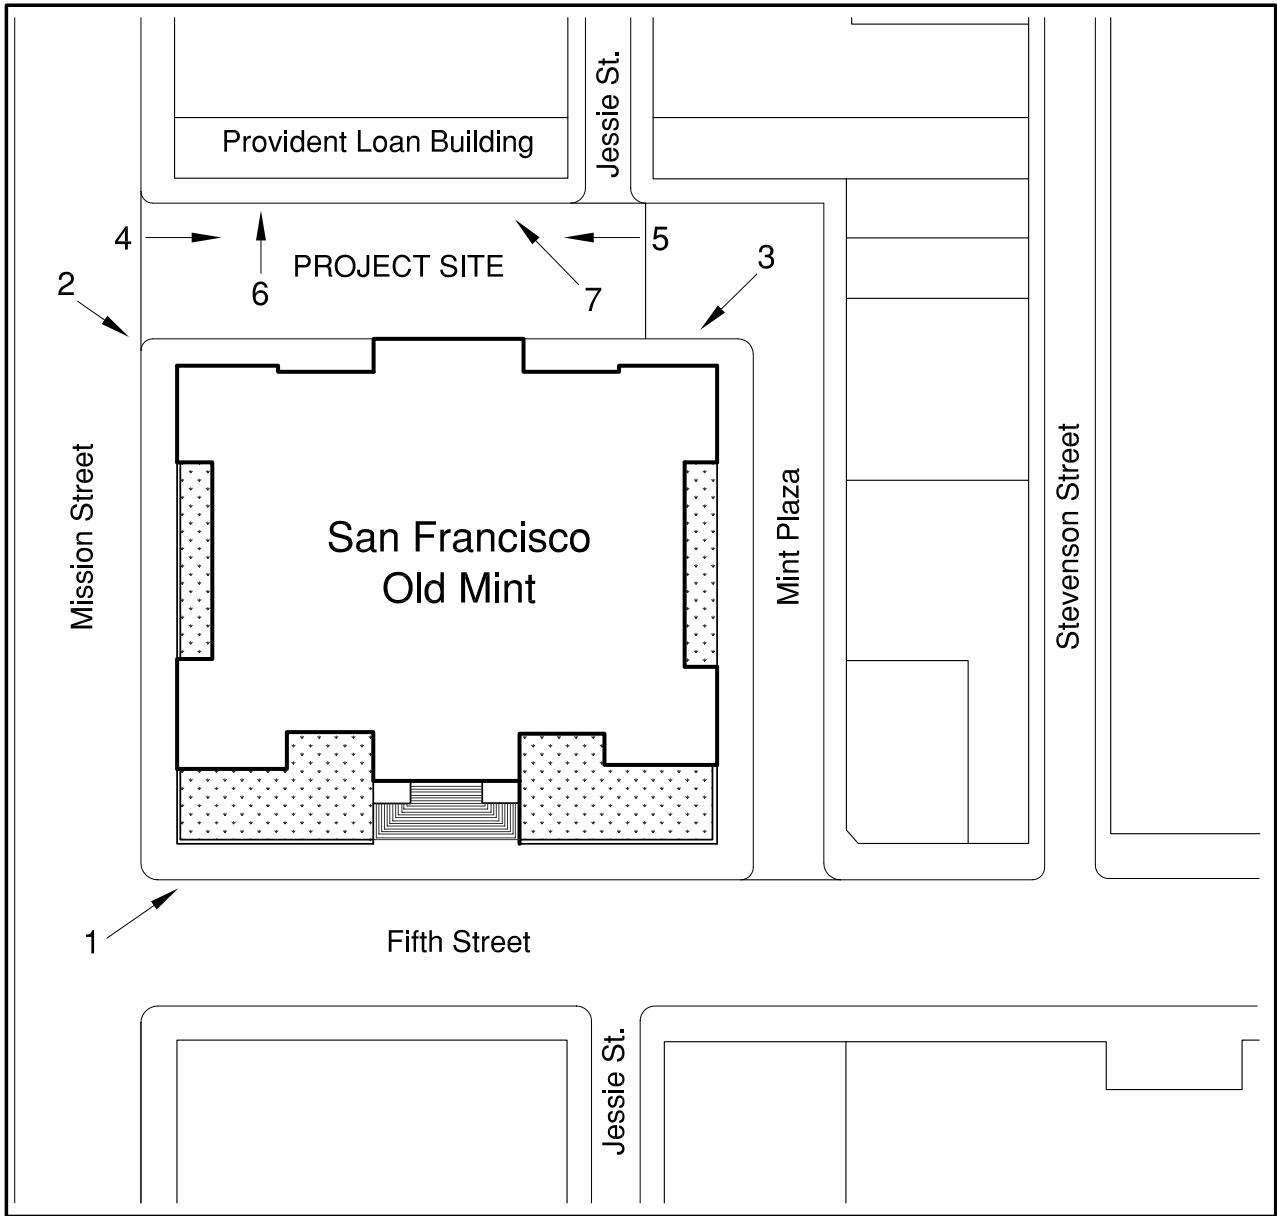 Jessie St.
Provident Loan Building
4
5
3
2
PROJECT SITE
6
7
Mission Street
San Francisco
Old Mint
Mint Plaza
Stevenson Street
1
Fifth Street
Jessie St.